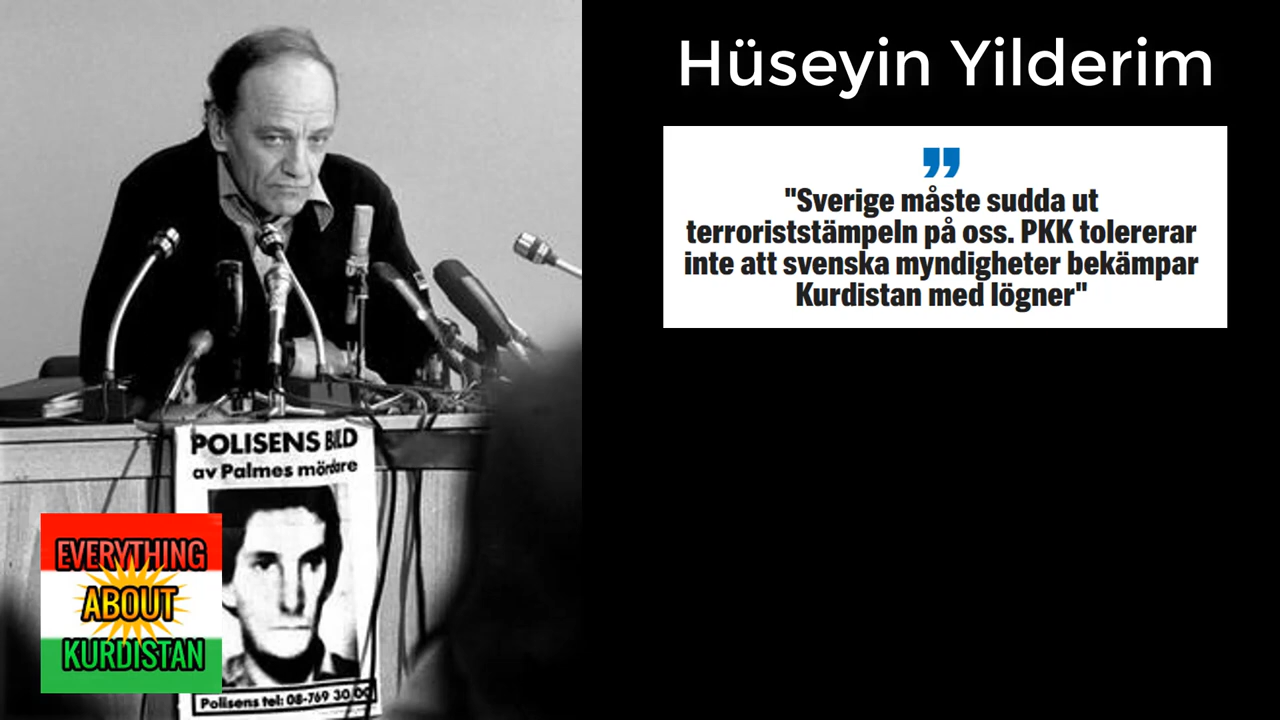 Hüseyin Yilderim
"Sverige måste sudda ut
terroriststämpeln på oss. PKK tolererar
inte att svenska myndigheter bekämpar
Kurdistan med lögner"
POLISENS BILD
av Palmes mördare
Polisens tel: 08-769 30 00
EVERYTHING
ABOUT
KURDISTAN